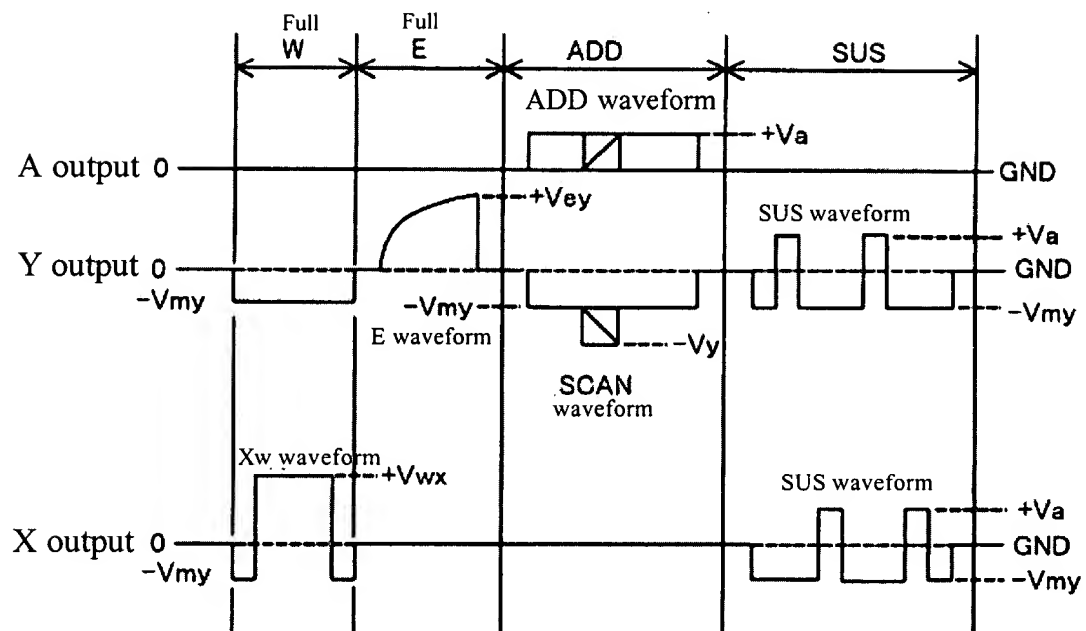 Full Full
W E ADD SUS
ADD waveform
+Va
A output 0 GND
+Vey
SUS waveform
+Va
Y output 0 GND
-Vmy -Vmy -Vmy
E waveform
-Vy
SCAN
waveform
Xw waveform
+Vwx
SUS waveform
+Va
X output 0 GND
-Vmy -Vmy